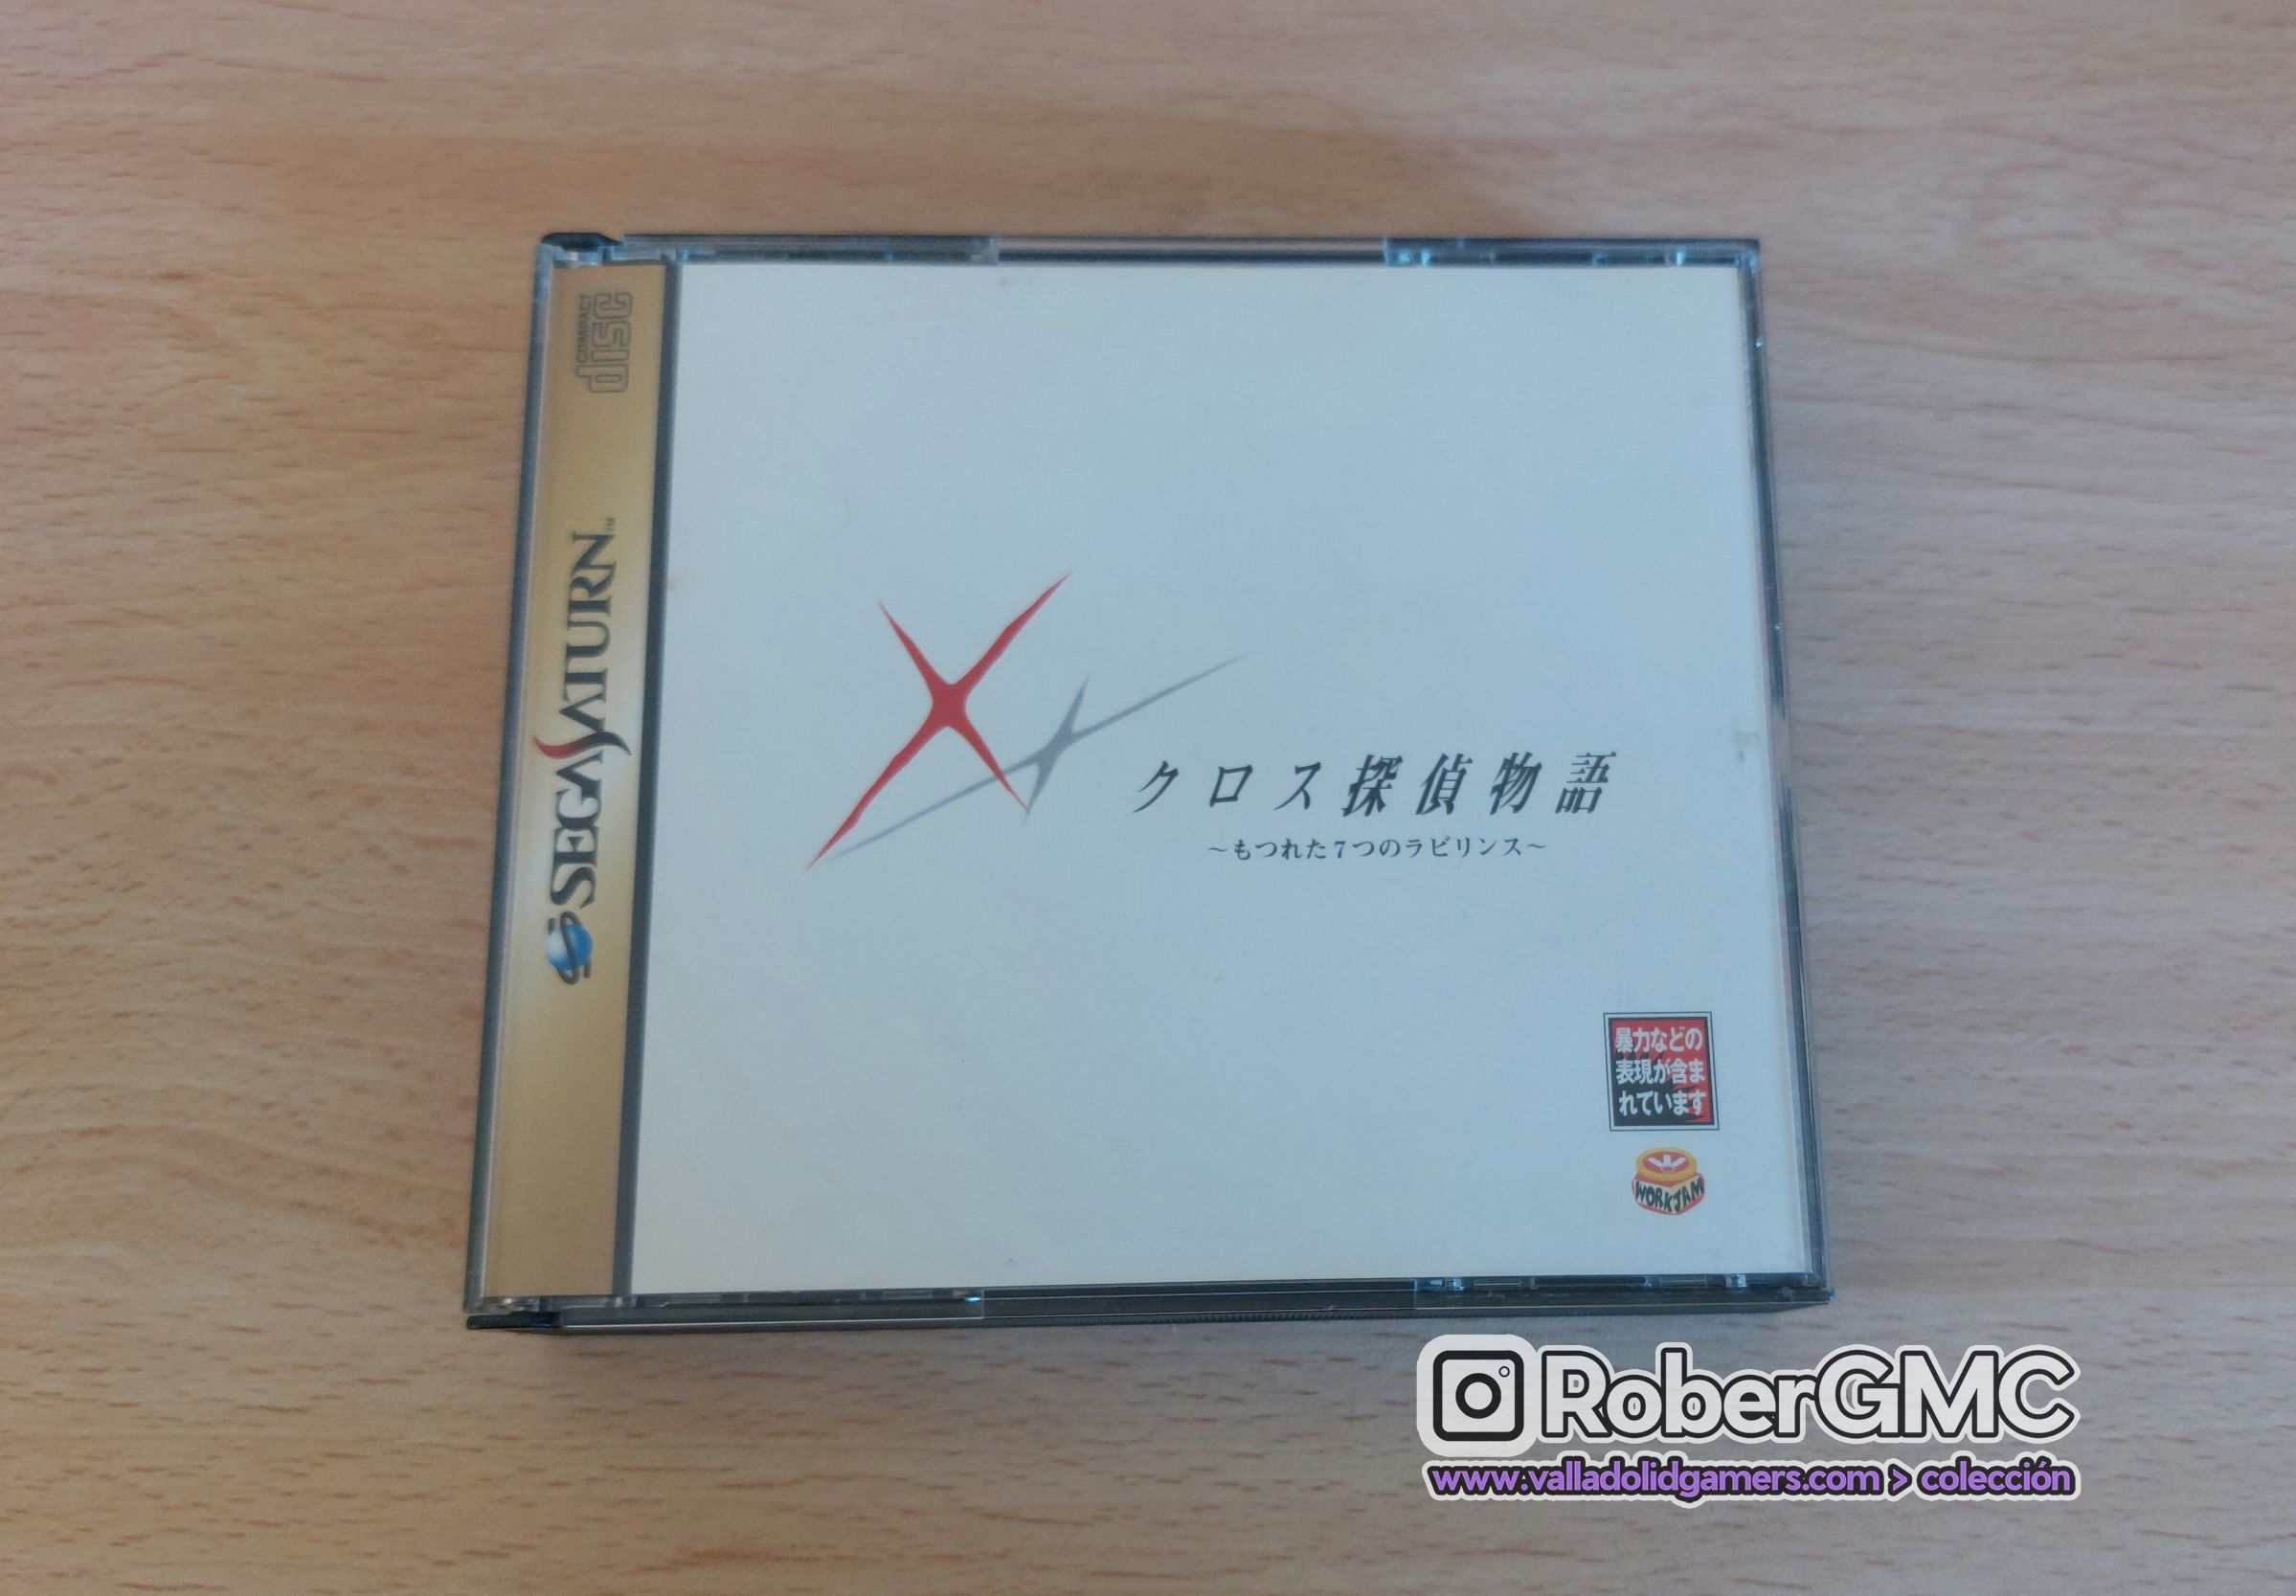 COMPACT
disc
SEGA SATURN™
クロス探偵物語
~もつれた7つのラビリンス~
暴力などの
表現が含ま
れています
WORKJAM
RoberGMC
www.valladolidgamers.com > colección